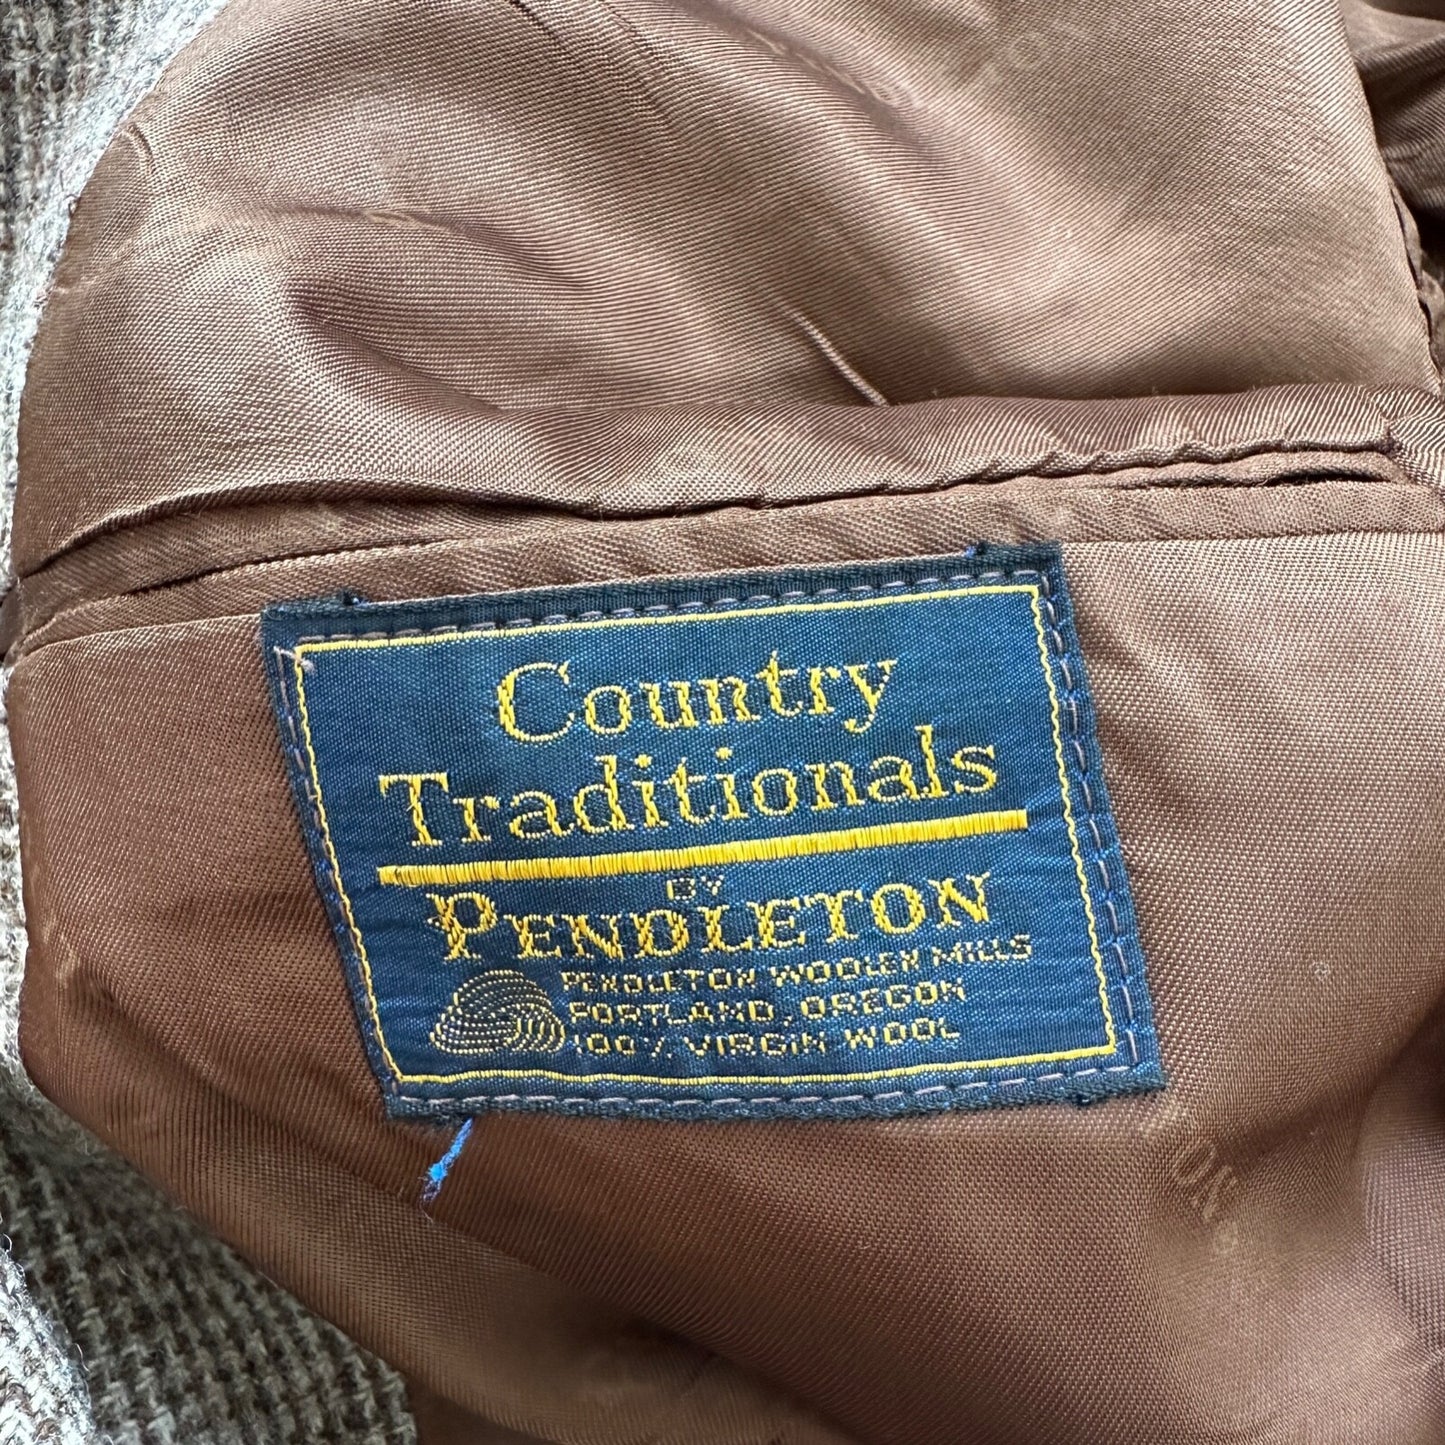 Country
Traditionals
BY
PENDLETON
PENDLETON WOOLEN MILLS
PORTLAND, OREGON
100% VIRGIN WOOL